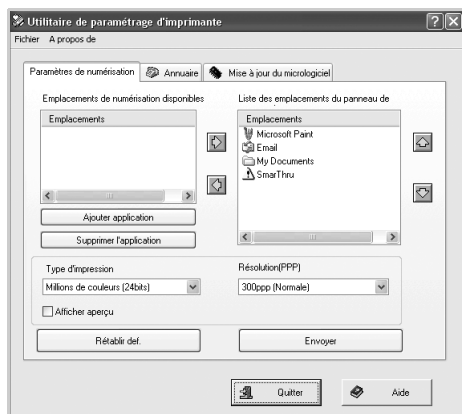 Utilitaire de paramétrage d'imprimante
Fichier A propos de
Paramètres de numérisation Annuaire Mise à jour du micrologiciel
Emplacements de numérisation disponibles
Liste des emplacements du panneau de
Emplacements
Emplacements
Microsoft Paint
Email
My Documents
SmarThru
Ajouter application
Supprimer l'application
Type d'impression
Résolution(PPP)
Millions de couleurs (24bits)
300ppp (Normale)
Afficher aperçu
Rétablir def.
Envoyer
Quitter
Aide